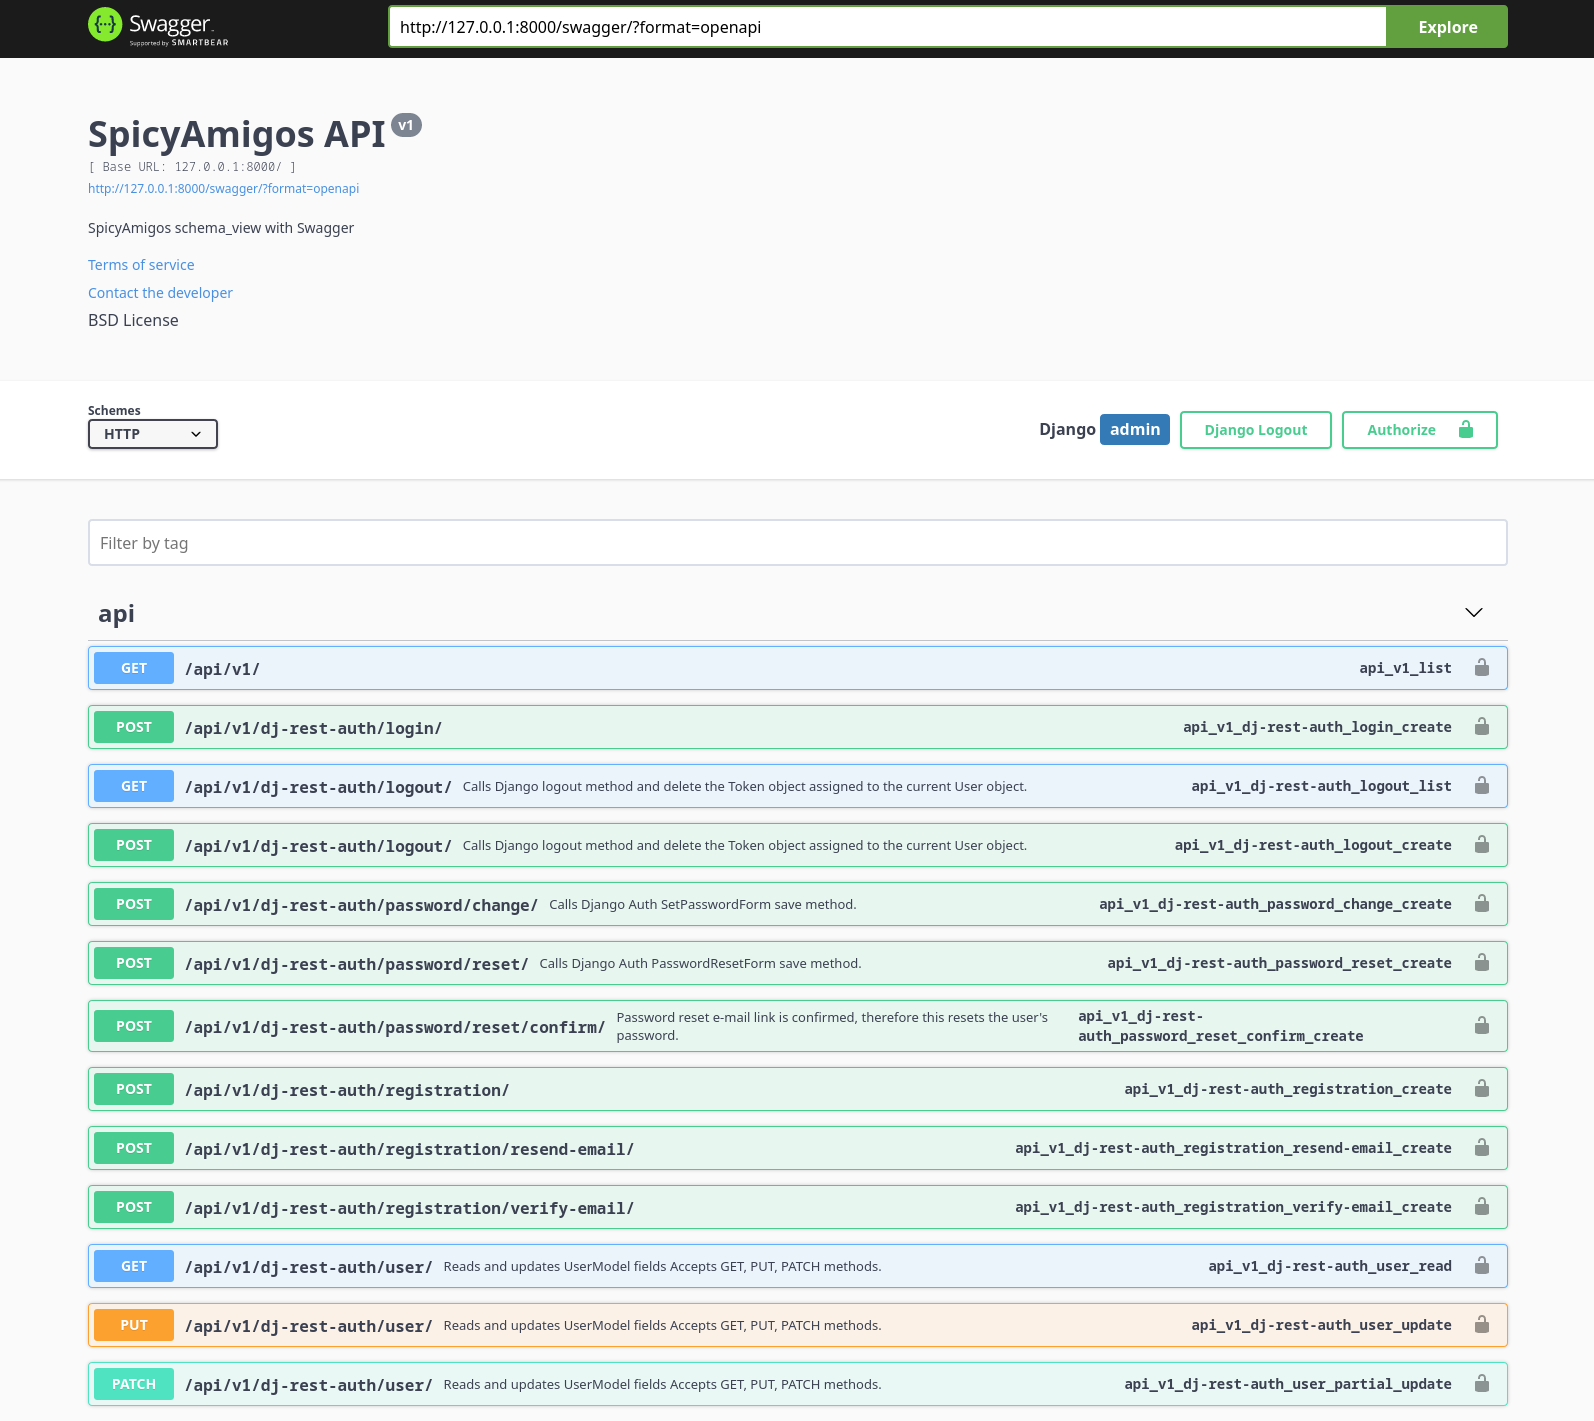 Swagger
Supported by SMARTBEAR
http://127.0.0.1:8000/swagger/?format=openapi
Explore
SpicyAmigos API v1
[ Base URL: 127.0.0.1:8000/ ]
http://127.0.0.1:8000/swagger/?format=openapi
SpicyAmigos schema_view with Swagger
Terms of service
Contact the developer
BSD License
Schemes
HTTP
Django admin
Django Logout
Authorize
Filter by tag
api
GET /api/v1/ api_v1_list
POST /api/v1/dj-rest-auth/login/ api_v1_dj-rest-auth_login_create
GET /api/v1/dj-rest-auth/logout/ Calls Django logout method and delete the Token object assigned to the current User object. api_v1_dj-rest-auth_logout_list
POST /api/v1/dj-rest-auth/logout/ Calls Django logout method and delete the Token object assigned to the current User object. api_v1_dj-rest-auth_logout_create
POST /api/v1/dj-rest-auth/password/change/ Calls Django Auth SetPasswordForm save method. api_v1_dj-rest-auth_password_change_create
POST /api/v1/dj-rest-auth/password/reset/ Calls Django Auth PasswordResetForm save method. api_v1_dj-rest-auth_password_reset_create
POST /api/v1/dj-rest-auth/password/reset/confirm/
Password reset e-mail link is confirmed, therefore this resets the user's
password.
api_v1_dj-rest-
auth_password_reset_confirm_create
POST /api/v1/dj-rest-auth/registration/ api_v1_dj-rest-auth_registration_create
POST /api/v1/dj-rest-auth/registration/resend-email/ api_v1_dj-rest-auth_registration_resend-email_create
POST /api/v1/dj-rest-auth/registration/verify-email/ api_v1_dj-rest-auth_registration_verify-email_create
GET /api/v1/dj-rest-auth/user/ Reads and updates UserModel fields Accepts GET, PUT, PATCH methods. api_v1_dj-rest-auth_user_read
PUT /api/v1/dj-rest-auth/user/ Reads and updates UserModel fields Accepts GET, PUT, PATCH methods. api_v1_dj-rest-auth_user_update
PATCH /api/v1/dj-rest-auth/user/ Reads and updates UserModel fields Accepts GET, PUT, PATCH methods. api_v1_dj-rest-auth_user_partial_update